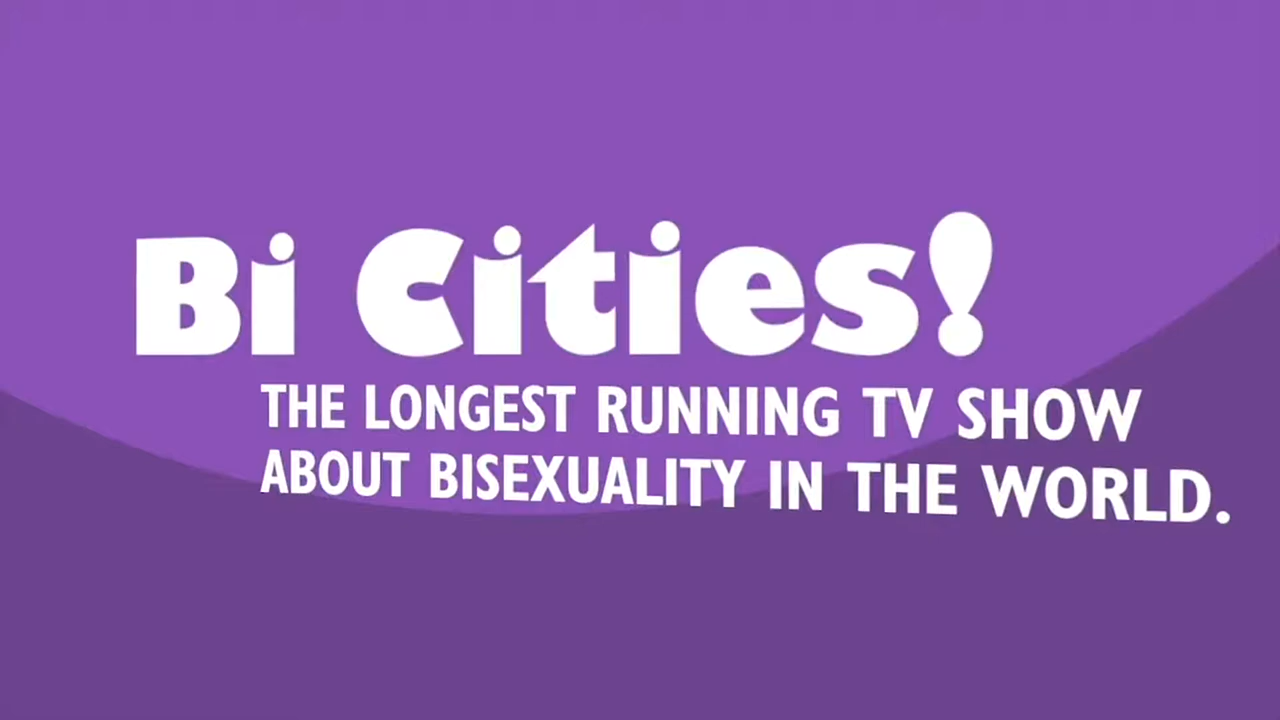 Bi Cities!
THE LONGEST RUNNING TV SHOW
ABOUT BISEXUALITY IN THE WORLD.